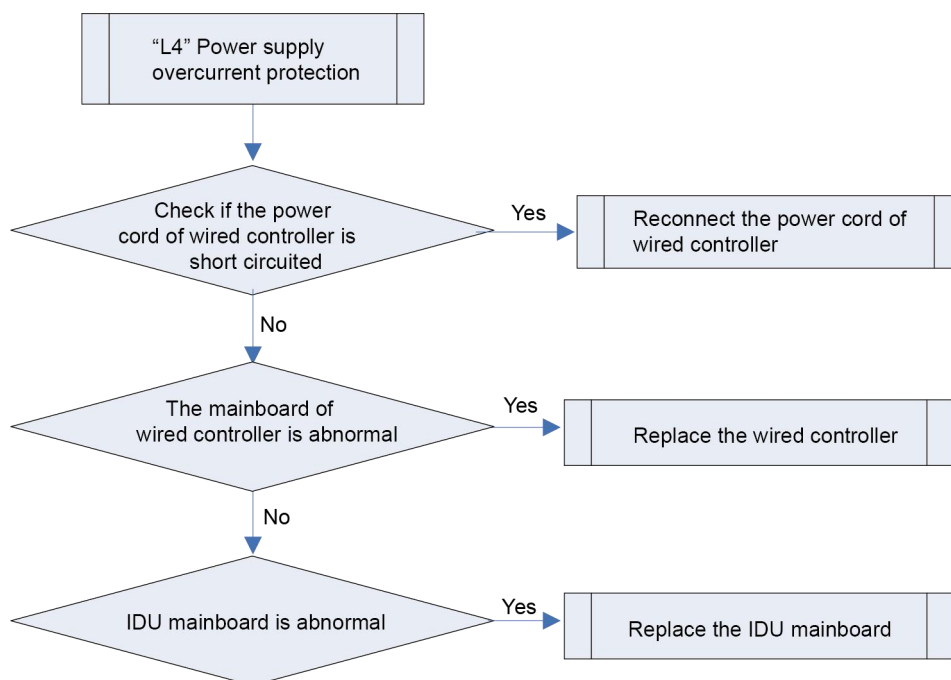 “L4” Power supply
overcurrent protection
Check if the power
cord of wired controller is
short circuited
Yes
Reconnect the power cord of
wired controller
No
The mainboard of
wired controller is abnormal
Yes
Replace the wired controller
No
IDU mainboard is abnormal
Yes
Replace the IDU mainboard